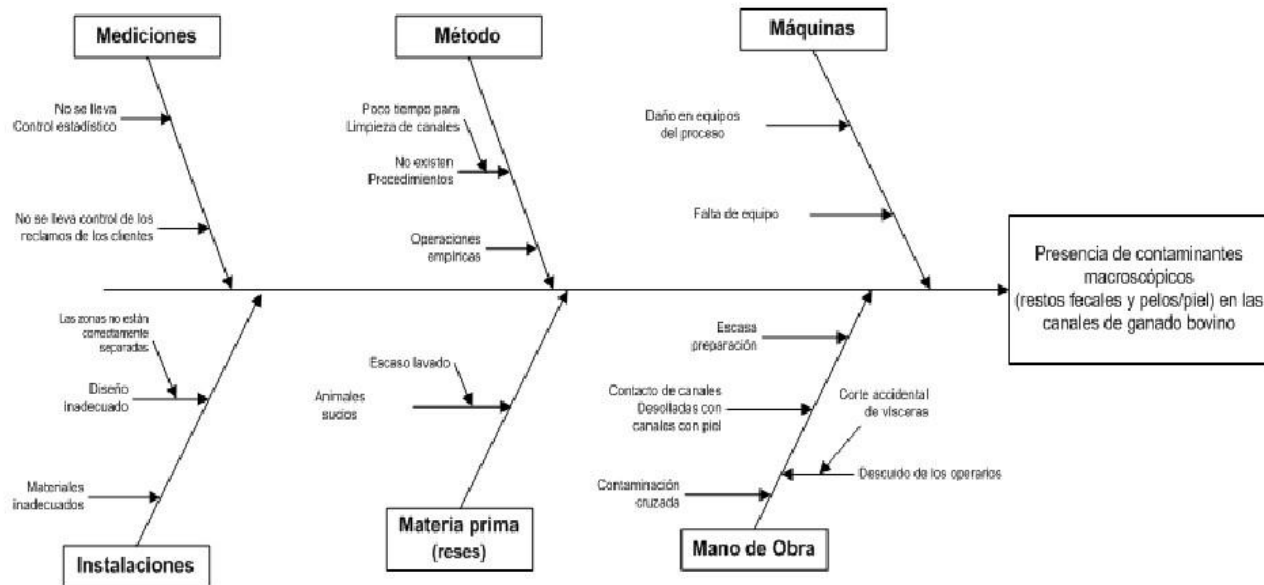 Mediciones
Método
Máquinas
No se lleva
Control estadístico
Poco tiempo para
Limpieza de canales
Daño en equipos
del proceso
No existen
Procedimientos
No se lleva control de los
reclamos de los clientes
Falta de equipo
Operaciones
empíricas
Presencia de contaminantes
macroscópicos
(restos fecales y pelos/piel) en las
canales de ganado bovino
Las zonas no están
correctamente
separadas
Escasa
preparación
Escaso lavado
Diseño
inadecuado
Animales
sucios
Contacto de canales
Desolladas con
canales con piel
Corte accidental
de vísceras
Descuido de los operarios
Materiales
inadecuados
Contaminación
cruzada
Instalaciones
Materia prima
(reses)
Mano de Obra